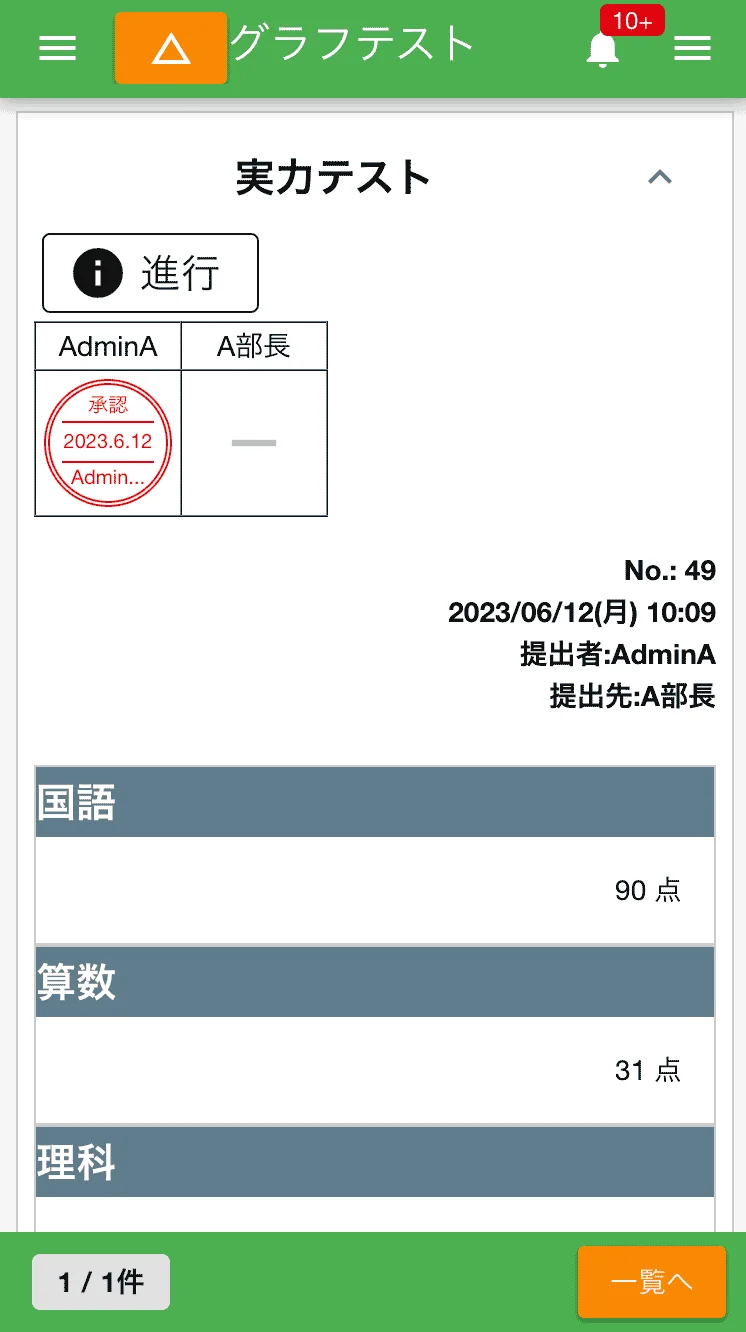 グラフテスト
10+
実力テスト
進行
AdminA A部長
承認
2023.6.12
Admin...
No.: 49
2023/06/12(月) 10:09
提出者:AdminA
提出先:A部長
国語
90 点
算数
31 点
理科
1 / 1件
一覧へ